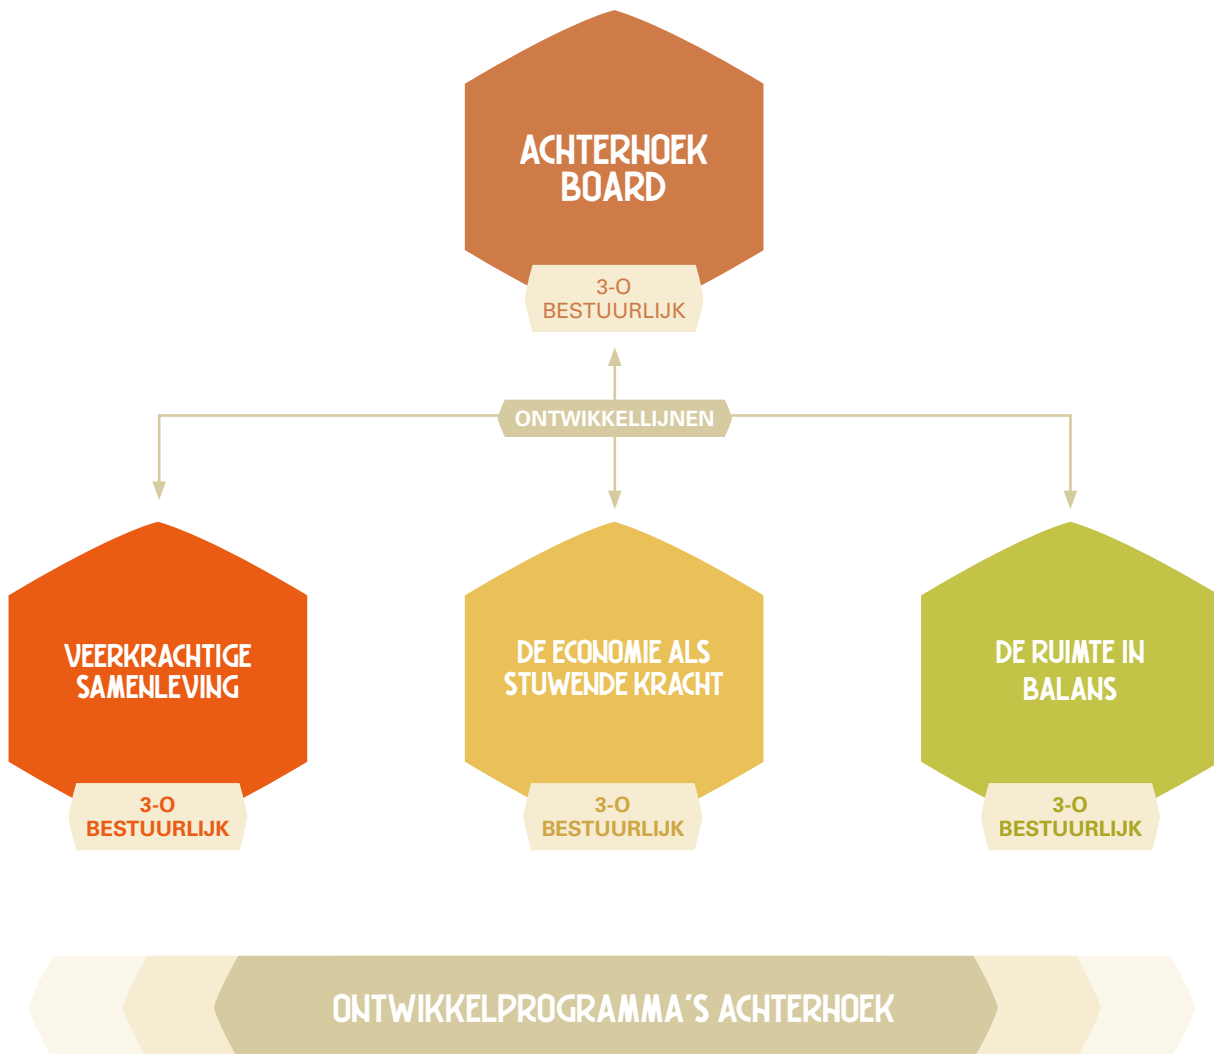 ACHTERHOEK
BOARD
3-O
BESTUURLIJK
ONTWIKKELLIJNEN
VEERKRACHTIGE
SAMENLEVING
3-O
BESTUURLIJK
DE ECONOMIE ALS
STUWENDE KRACHT
3-O
BESTUURLIJK
DE RUIMTE IN
BALANS
3-O
BESTUURLIJK
ONTWIKKELPROGRAMMA'S ACHTERHOEK